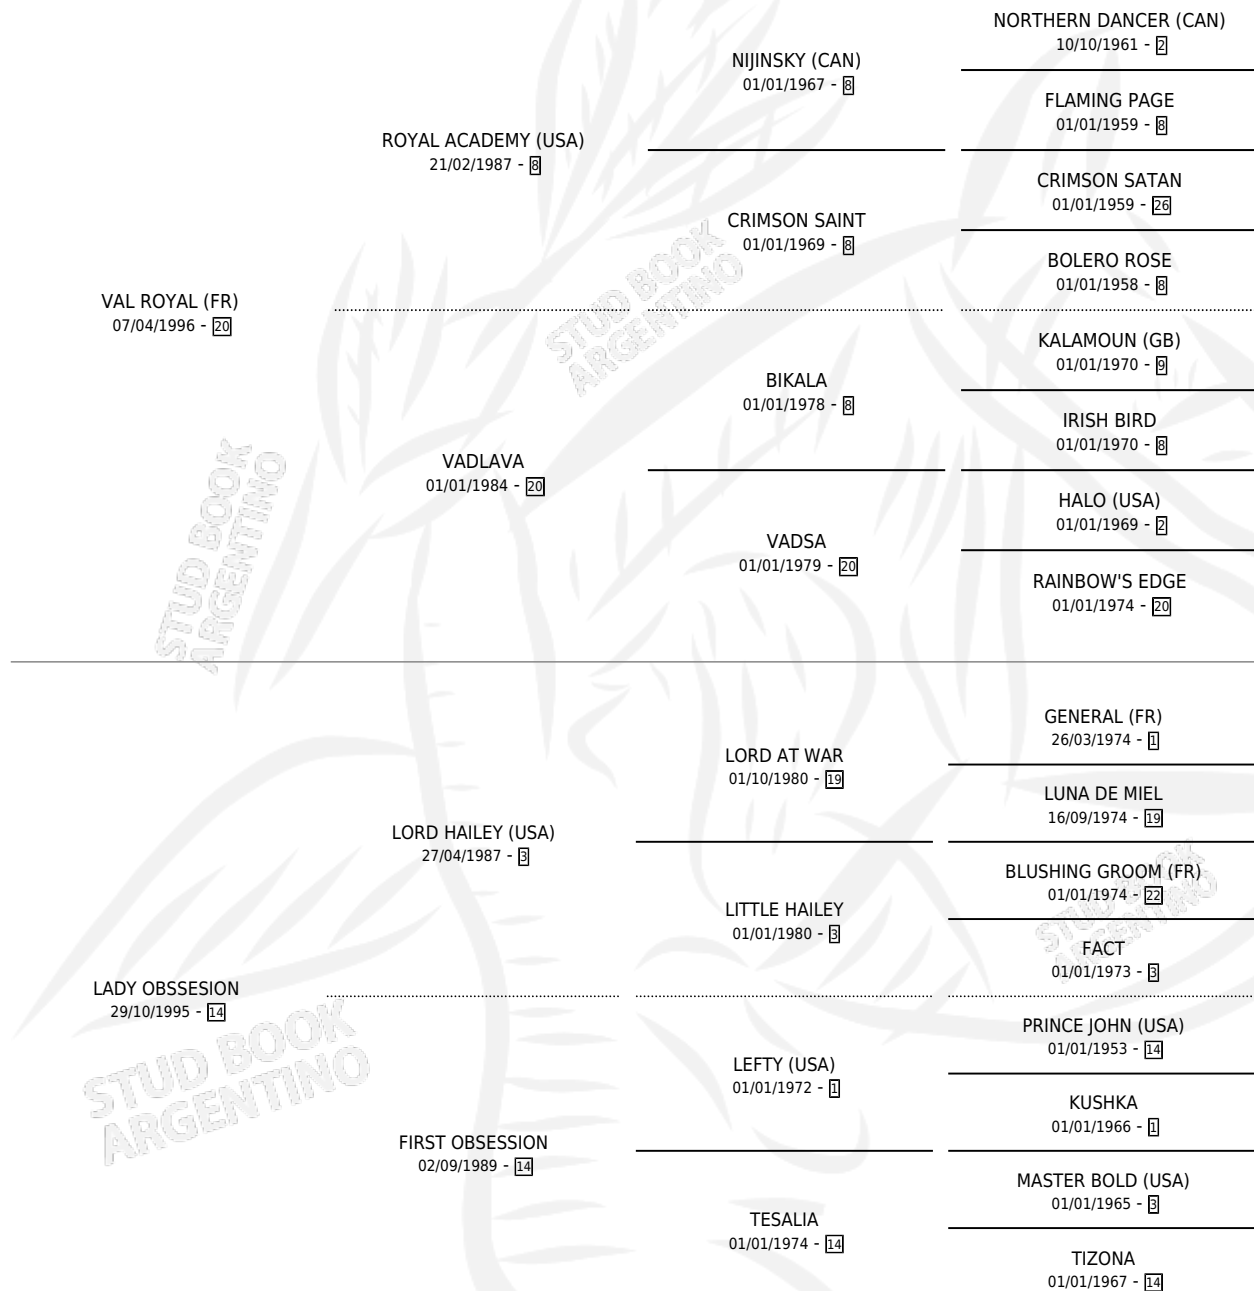 NORTHERN DANCER (CAN)
10/10/1961 - 2
NIJINSKY (CAN)
01/01/1967 - 8
FLAMING PAGE
01/01/1959 - 8
ROYAL ACADEMY (USA)
21/02/1987 - 8
CRIMSON SATAN
01/01/1959 - 26
CRIMSON SAINT
01/01/1969 - 8
BOLERO ROSE
01/01/1958 - 8
VAL ROYAL (FR)
07/04/1996 - 20
STUD BOOK
ARGENTINO
KALAMOUN (GB)
01/01/1970 - 9
BIKALA
01/01/1978 - 8
IRISH BIRD
01/01/1970 - 8
VADLAVA
01/01/1984 - 20
HALO (USA)
01/01/1969 - 2
VADSA
01/01/1979 - 20
RAINBOW'S EDGE
01/01/1974 - 20
STUD BOOK
ARGENTINO
GENERAL (FR)
26/03/1974 - 1
LORD AT WAR
01/10/1980 - 19
LUNA DE MIEL
16/09/1974 - 19
LORD HAILEY (USA)
27/04/1987 - 3
BLUSHING GROOM (FR)
01/01/1974 - 22
LITTLE HAILEY
01/01/1980 - 3
STUD BOOK
ARGENTINO
FACT
01/01/1973 - 3
LADY OBSSESION
29/10/1995 - 14
STUD BOOK
ARGENTINO
PRINCE JOHN (USA)
01/01/1953 - 14
LEFTY (USA)
01/01/1972 - 1
KUSHKA
01/01/1966 - 1
FIRST OBSESSION
02/09/1989 - 14
MASTER BOLD (USA)
01/01/1965 - 3
TESALIA
01/01/1974 - 14
TIZONA
01/01/1967 - 14